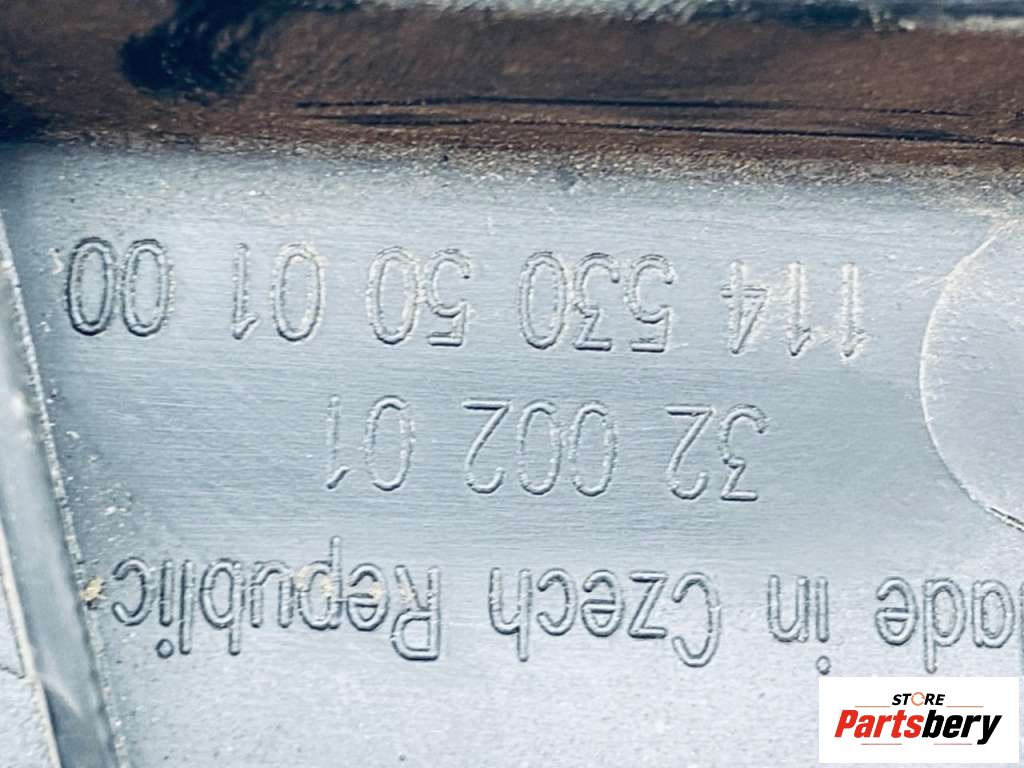 114 530 50 01 00
32 002 01
Made in Czech Republic
STORE
Partsbery